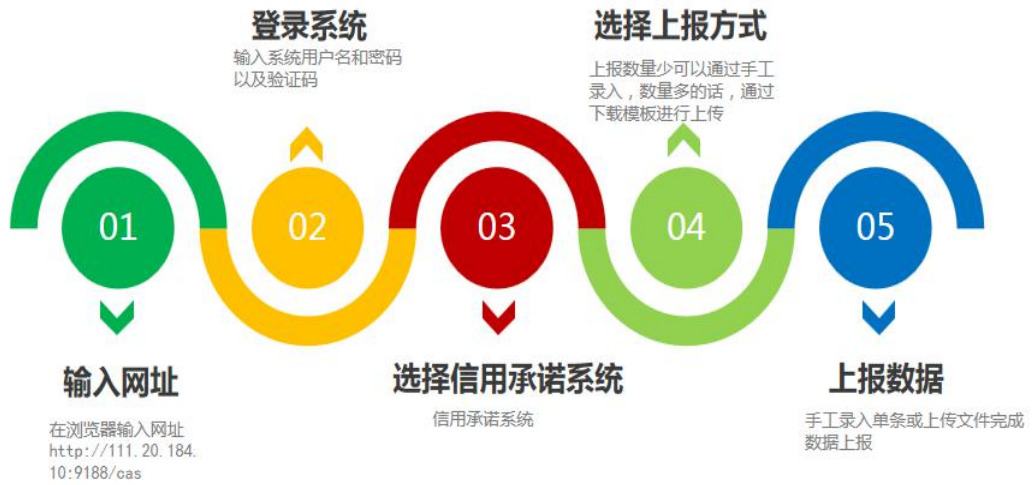 01
输入网址
在浏览器输入网址
http://111.20.184.
10:9188/cas
登录系统
输入系统用户名和密码
以及验证码
02
03
选择信用承诺系统
信用承诺系统
选择上报方式
上报数量少可以通过手工
录入，数量多的话，通过
下载模板进行上传
04
05
上报数据
手工录入单条或上传文件完成
数据上报